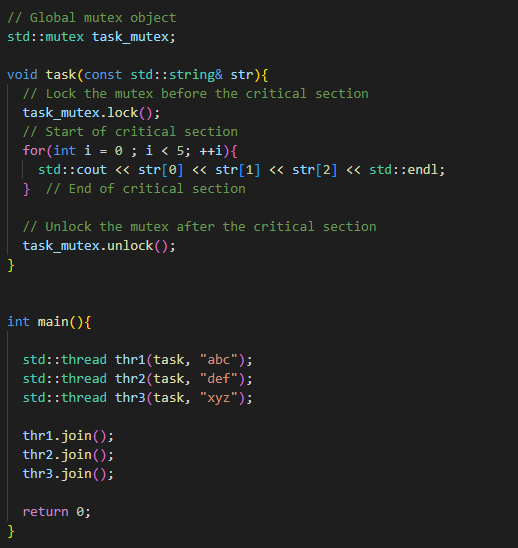 // Global mutex object
std::mutex task_mutex;
void task(const std::string& str){
// Lock the mutex before the critical section
task_mutex.lock();
// Start of critical section
for(int i = 0 ; i < 5; ++i){
std::cout << str[0] << str[1] << str[2] << std::endl;
}  // End of critical section
// Unlock the mutex after the critical section
task_mutex.unlock();
}
int main(){
std::thread thr1(task, "abc");
std::thread thr2(task, "def");
std::thread thr3(task, "xyz");
thr1.join();
thr2.join();
thr3.join();
return 0;
}